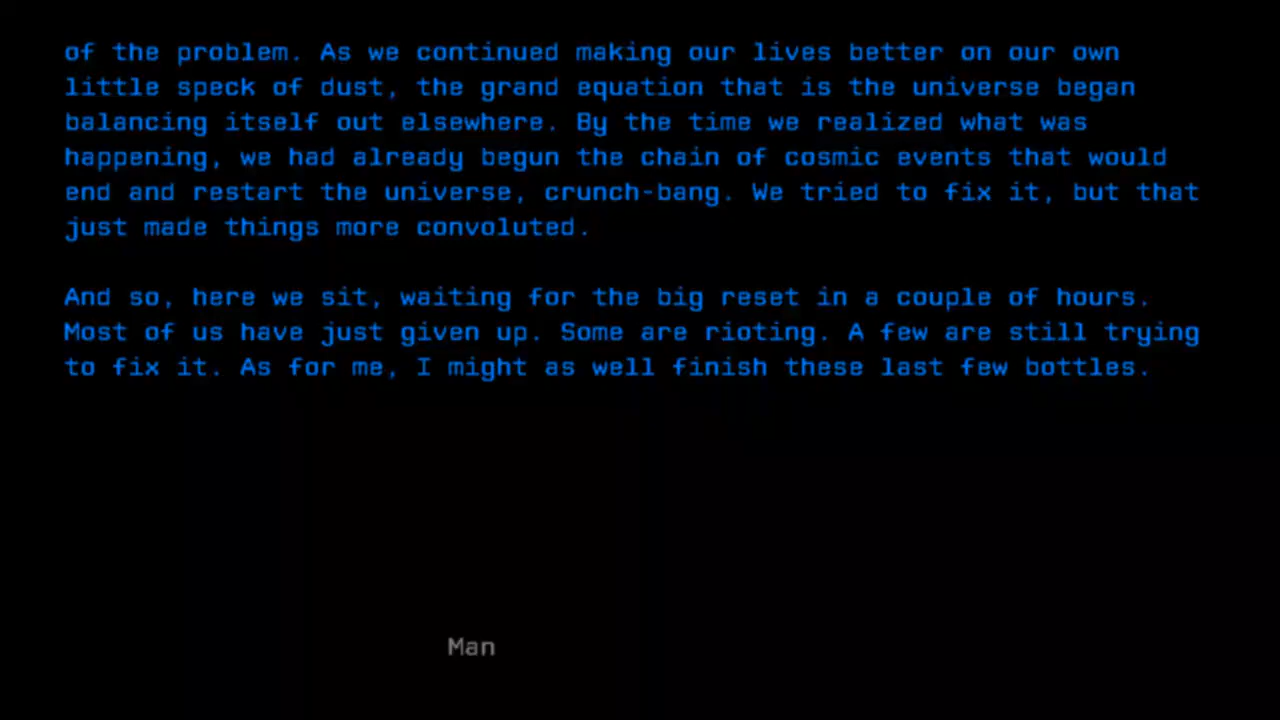 of the problem. As we continued making our lives better on our own
little speck of dust, the grand equation that is the universe began
balancing itself out elsewhere. By the time we realized what was
happening, we had already begun the chain of cosmic events that would
end and restart the universe, crunch-bang. We tried to fix it, but that
just made things more convoluted.
And so, here we sit, waiting for the big reset in a couple of hours.
Most of us have just given up. Some are rioting. A few are still trying
to fix it. As for me, I might as well finish these last few bottles.
Man